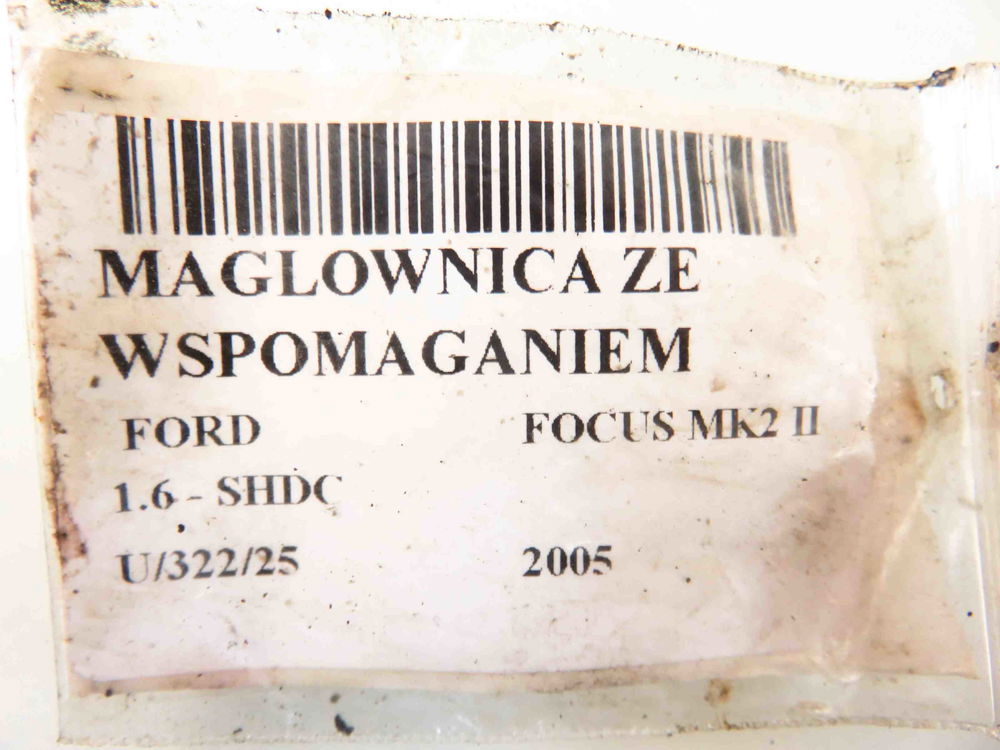 MAGLOWNICA ZE
WSPOMAGANIEM
FORD FOCUS MK2 II
1.6 - SHDC
U/322/25 2005